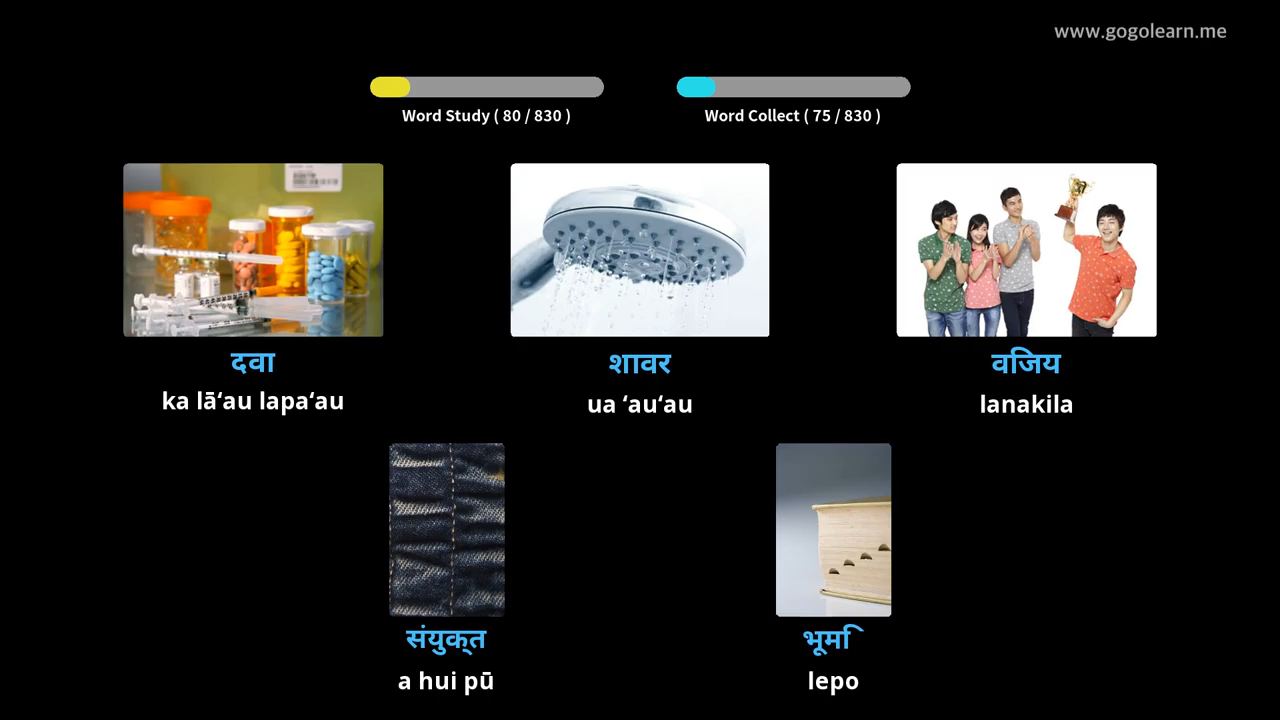 www.gogolearn.me
Word Study ( 80 / 830 )
Word Collect ( 75 / 830 )
दवा
शावर
विजय
ka lāʻau lapaʻau
ua ʻauʻau
lanakila
संयुक्त
भूमि
a hui pū
lepo